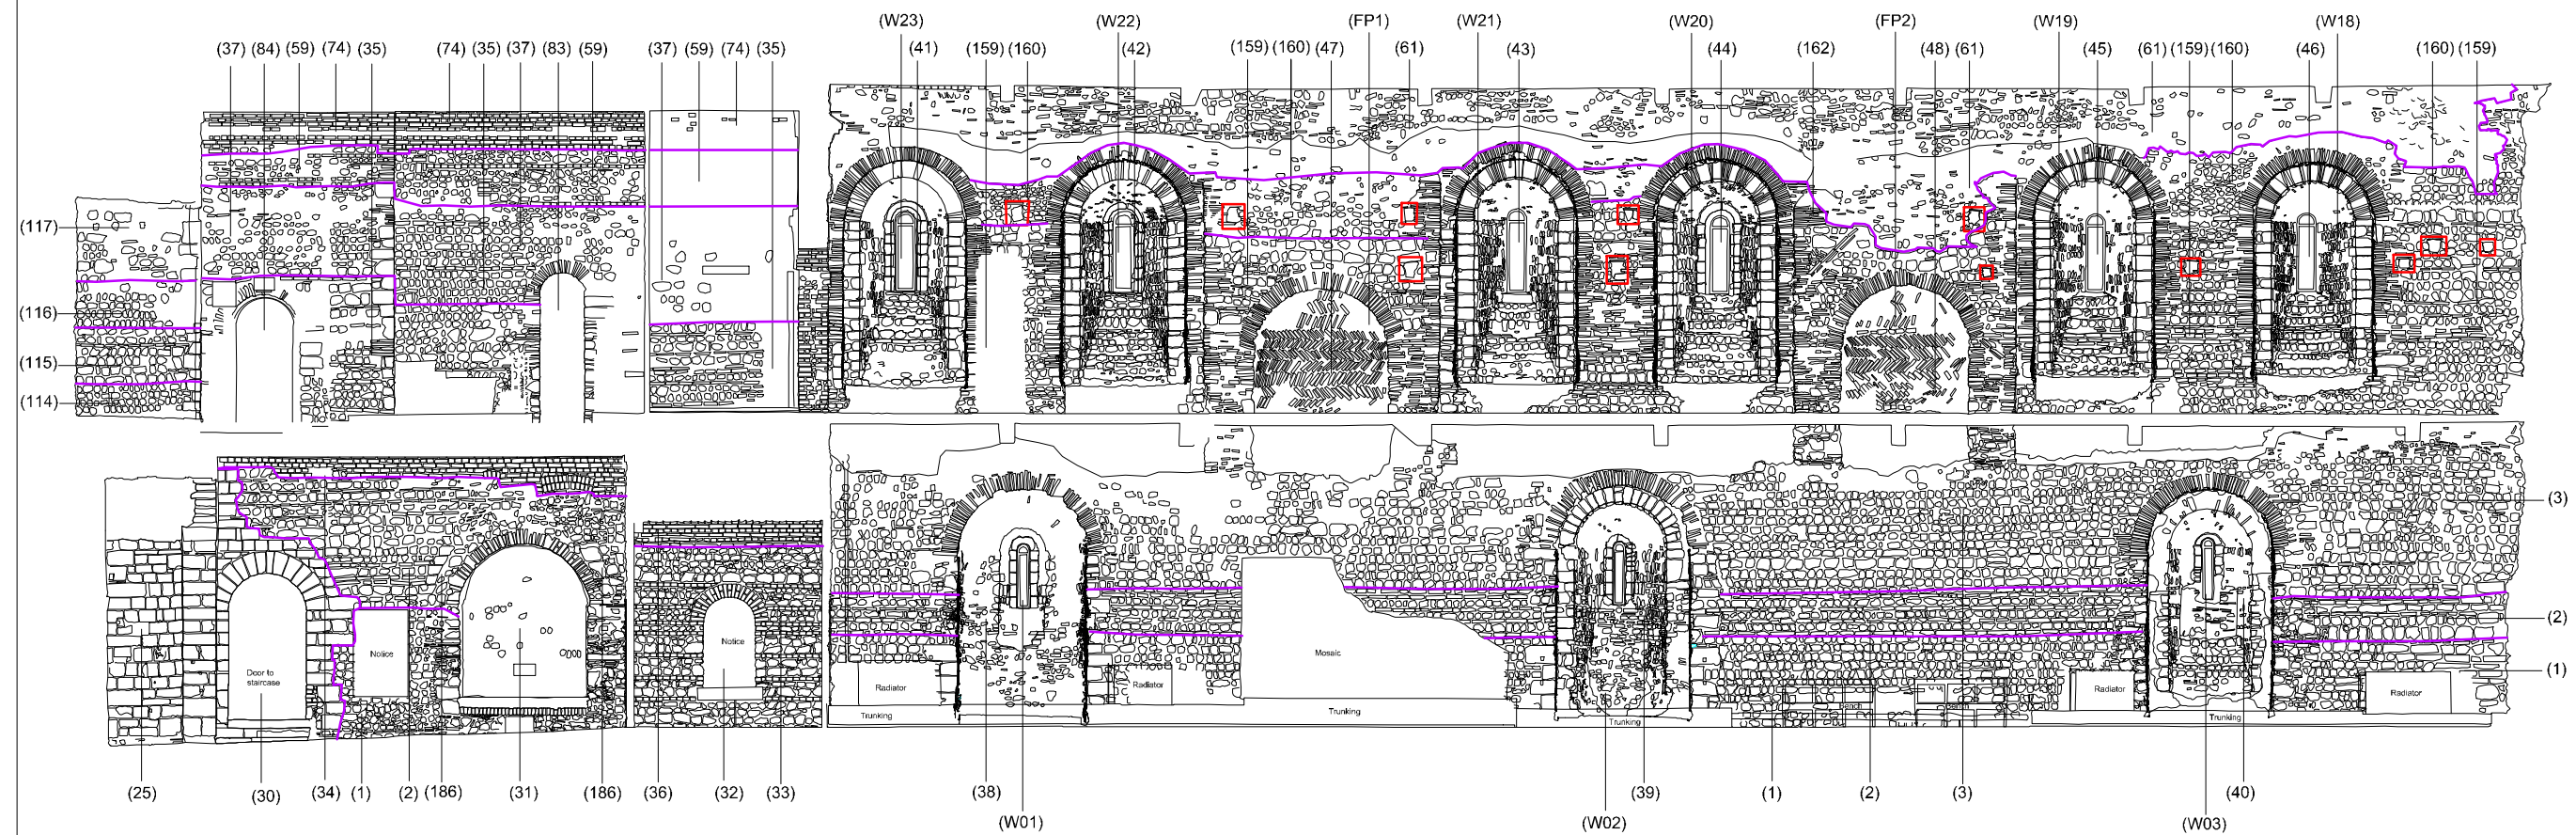 (W23) (W22) (FP1) (W21) (W20) (FP2) (W19) (W18)
(37) (84) (59) (74) (35) (74) (35) (37) (83) (59) (37) (59) (74) (35) (41) (159) (160) (42) (159) (160) (47) (61) (43) (44) (162) (48) (61) (45) (61) (159) (160) (46) (160) (159)
(117)
(116)
(115)
(114)
(3)
(2)
(1)
Notice
Notice
Mosaic
Door to
staircase
Radiator
Radiator
Radiator
Radiator
Bench
Bench
Trunking
Trunking
Trunking
Trunking
(25) (30) (34) (1) (2) (186) (31) (186) (36) (32) (33) (38) (39) (1) (2) (3) (40)
(W01) (W02) (W03)